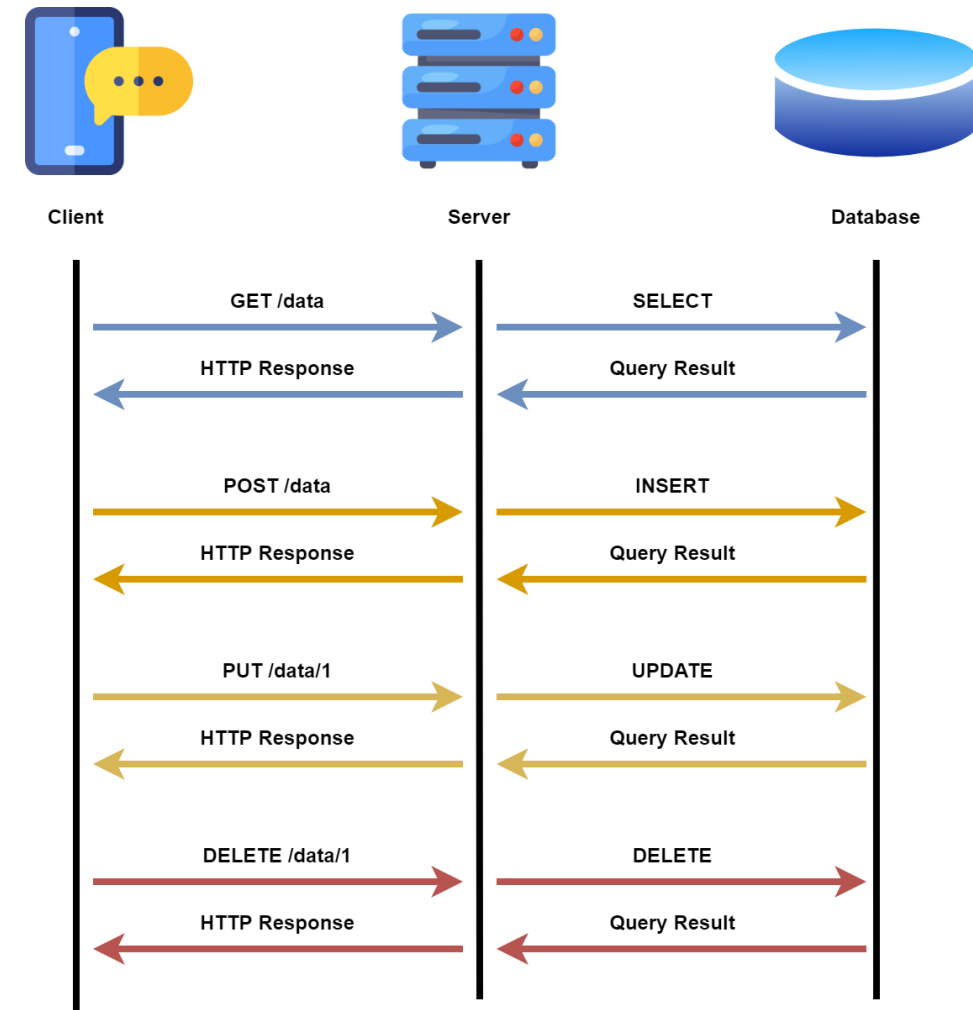 Client
Server
Database
GET /data
SELECT
HTTP Response
Query Result
POST /data
INSERT
HTTP Response
Query Result
PUT /data/1
UPDATE
HTTP Response
Query Result
DELETE /data/1
DELETE
HTTP Response
Query Result